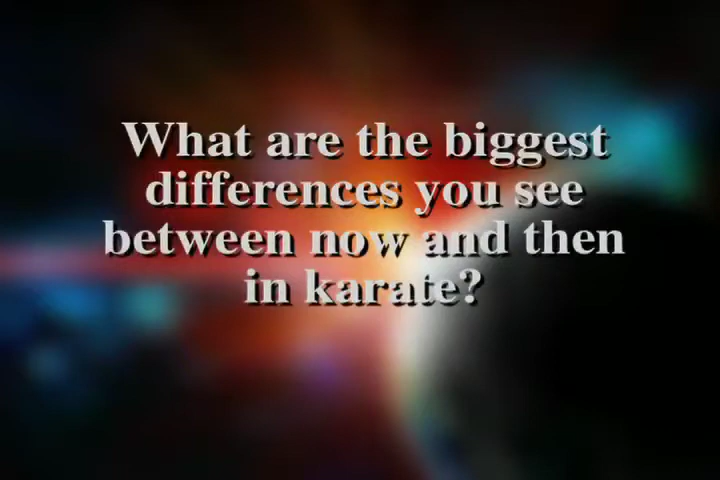 What are the biggest
differences you see
between now and then
in karate?